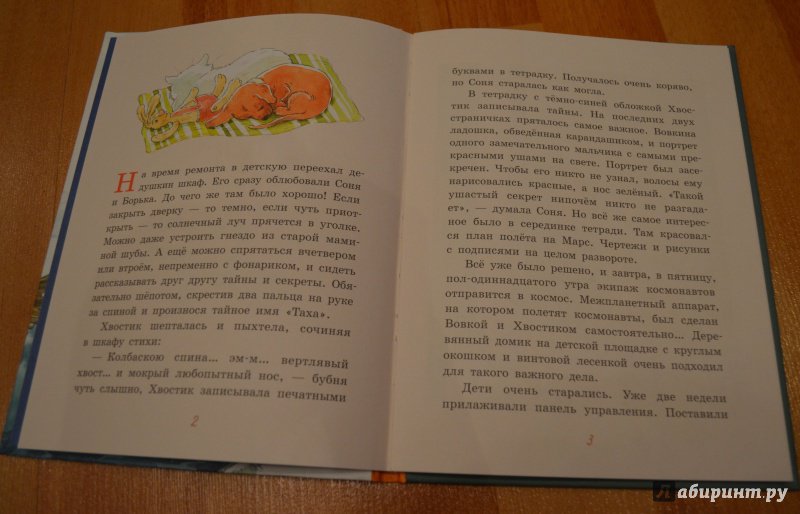 На время ремонта в детскую переехал де-
душкин шкаф. Его сразу облюбовали Соня
и Борька. До чего же там было хорошо! Если
закрыть дверку — то темно, если чуть приот-
крыть — то солнечный луч прячется в уголке.
Можно даже устроить гнездо из старой мами-
ной шубы. А ещё можно спрятаться вчетвером
или втроём, непременно с фонариком, и сидеть
рассказывать друг другу тайны и секреты. Обя-
зательно шёпотом, скрестив два пальца на руке
за спиной и произнося тайное имя «Таха».
Хвостик шепталась и пыхтела, сочиняя
в шкафу стихи:
— Колбаскою спина... эм-м... вертлявый
хвост... и мокрый любопытный нос, — бубня
чуть слышно, Хвостик записывала печатными
2
буквами в тетрадку. Получалось очень коряво,
но Соня старалась как могла.
В тетрадку с тёмно-синей обложкой Хвос-
тик записывала тайны. На последних двух
страничках пряталось самое важное. Вовкина
ладошка, обведённая карандашиком, и портрет
одного замечательного мальчика с самыми пре-
красными ушами на свете. Портрет был засе-
кречен. Чтобы его никто не узнал, волосы ему
нарисовались красные, а нос зелёный. «Такой
ушастый секрет нипочём никто не разгада-
ет», — думала Соня. Но всё же самое интерес-
ное было в серединке тетради. Там красовал-
ся план полёта на Марс. Чертежи и рисунки
с подписями на целом развороте.
Всё уже было решено, и завтра, в пятницу,
пол-одиннадцатого утра экипаж космонавтов
отправится в космос. Межпланетный аппарат,
на котором полетят космонавты, был сделан
Вовкой и Хвостиком самостоятельно... Дере-
вянный домик на детской площадке с круглым
окошком и винтовой лесенкой очень подходил
для такого важного дела.
Дети очень старались. Уже две недели
прилаживали панель управления. Поставили
3
Лабиринт.ру